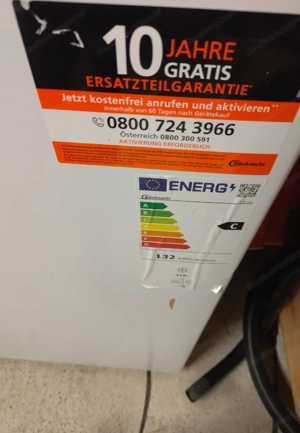 10 JAHRE
GRATIS
ERSATZTEILGARANTIE*
Jetzt kostenfrei anrufen und aktivieren**
innerhalb von 60 Tagen nach Gerätekauf
0800 724 3966
Österreich 0800 300 591
AKTIVIERUNG ERFORDERLICH
Bauknecht
ENERG
Bauknecht
A
B
C
D
E
F
G
C
132